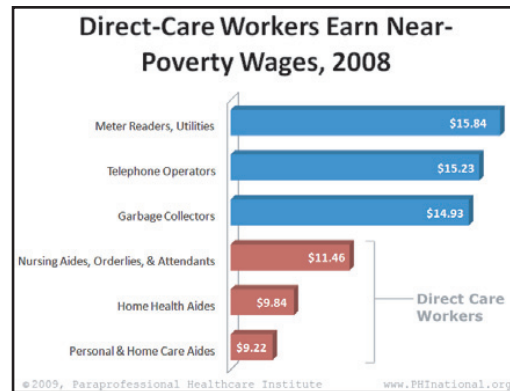 Direct-Care Workers Earn Near-
Poverty Wages, 2008
Meter Readers, Utilities $15.84
Telephone Operators $15.23
Garbage Collectors $14.93
Nursing Aides, Orderlies, & Attendants $11.46
Home Health Aides $9.84
Personal & Home Care Aides $9.22
Direct Care
Workers
©2009, Paraprofessional Healthcare Institute www.PHInational.org